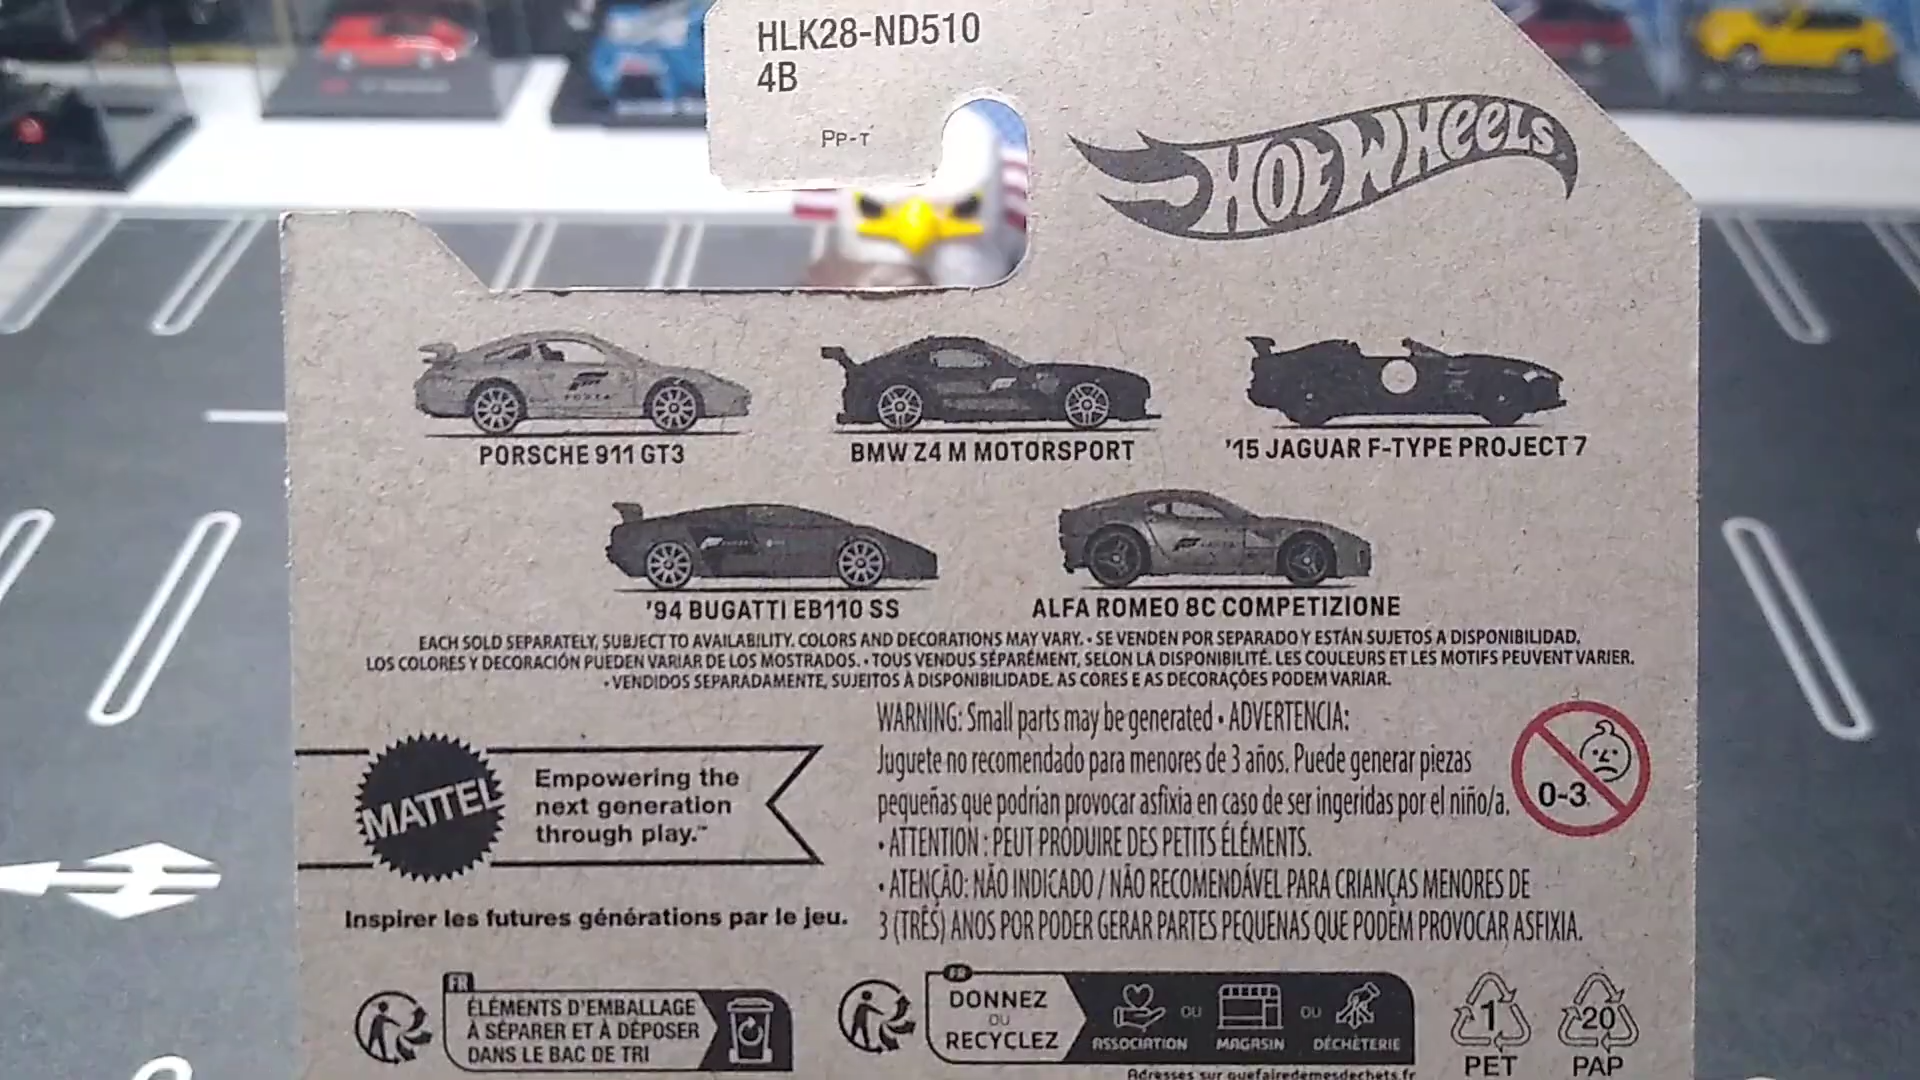 HLK28-ND510
4B
PP-T
HOT WHEELS
FORZA
PORSCHE 911 GT3
BMW Z4 M MOTORSPORT
'15 JAGUAR F-TYPE PROJECT 7
'94 BUGATTI EB110 SS
ALFA ROMEO 8C COMPETIZIONE
EACH SOLD SEPARATELY, SUBJECT TO AVAILABILITY. COLORS AND DECORATIONS MAY VARY. • SE VENDEN POR SEPARADO Y ESTÁN SUJETOS A DISPONIBILIDAD.
LOS COLORES Y DECORACIÓN PUEDEN VARIAR DE LOS MOSTRADOS. • TOUS VENDUS SÉPARÉMENT, SELON LA DISPONIBILITÉ. LES COULEURS ET LES MOTIFS PEUVENT VARIER.
• VENDIDOS SEPARADAMENTE, SUJEITOS À DISPONIBILIDADE. AS CORES E AS DECORAÇÕES PODEM VARIAR.
WARNING: Small parts may be generated • ADVERTENCIA:
Juguete no recomendado para menores de 3 años. Puede generar piezas
pequeñas que podrían provocar asfixia en caso de ser ingeridas por el niño/a.
• ATTENTION : PEUT PRODUIRE DES PETITS ÉLÉMENTS.
• ATENÇÃO: NÃO INDICADO / NÃO RECOMENDÁVEL PARA CRIANÇAS MENORES DE
3 (TRÊS) ANOS POR PODER GERAR PARTES PEQUENAS QUE PODEM PROVOCAR ASFIXIA.
0-3
MATTEL
Empowering the
next generation
through play.™
Inspirer les futures générations par le jeu.
FR
ÉLÉMENTS D'EMBALLAGE
À SÉPARER ET À DÉPOSER
DANS LE BAC DE TRI
FR
DONNEZ
OU
RECYCLEZ
ASSOCIATION
OU
MAGASIN
OU
DÉCHÈTERIE
Adresses sur quefairedemesdechets.fr
1
PET
20
PAP